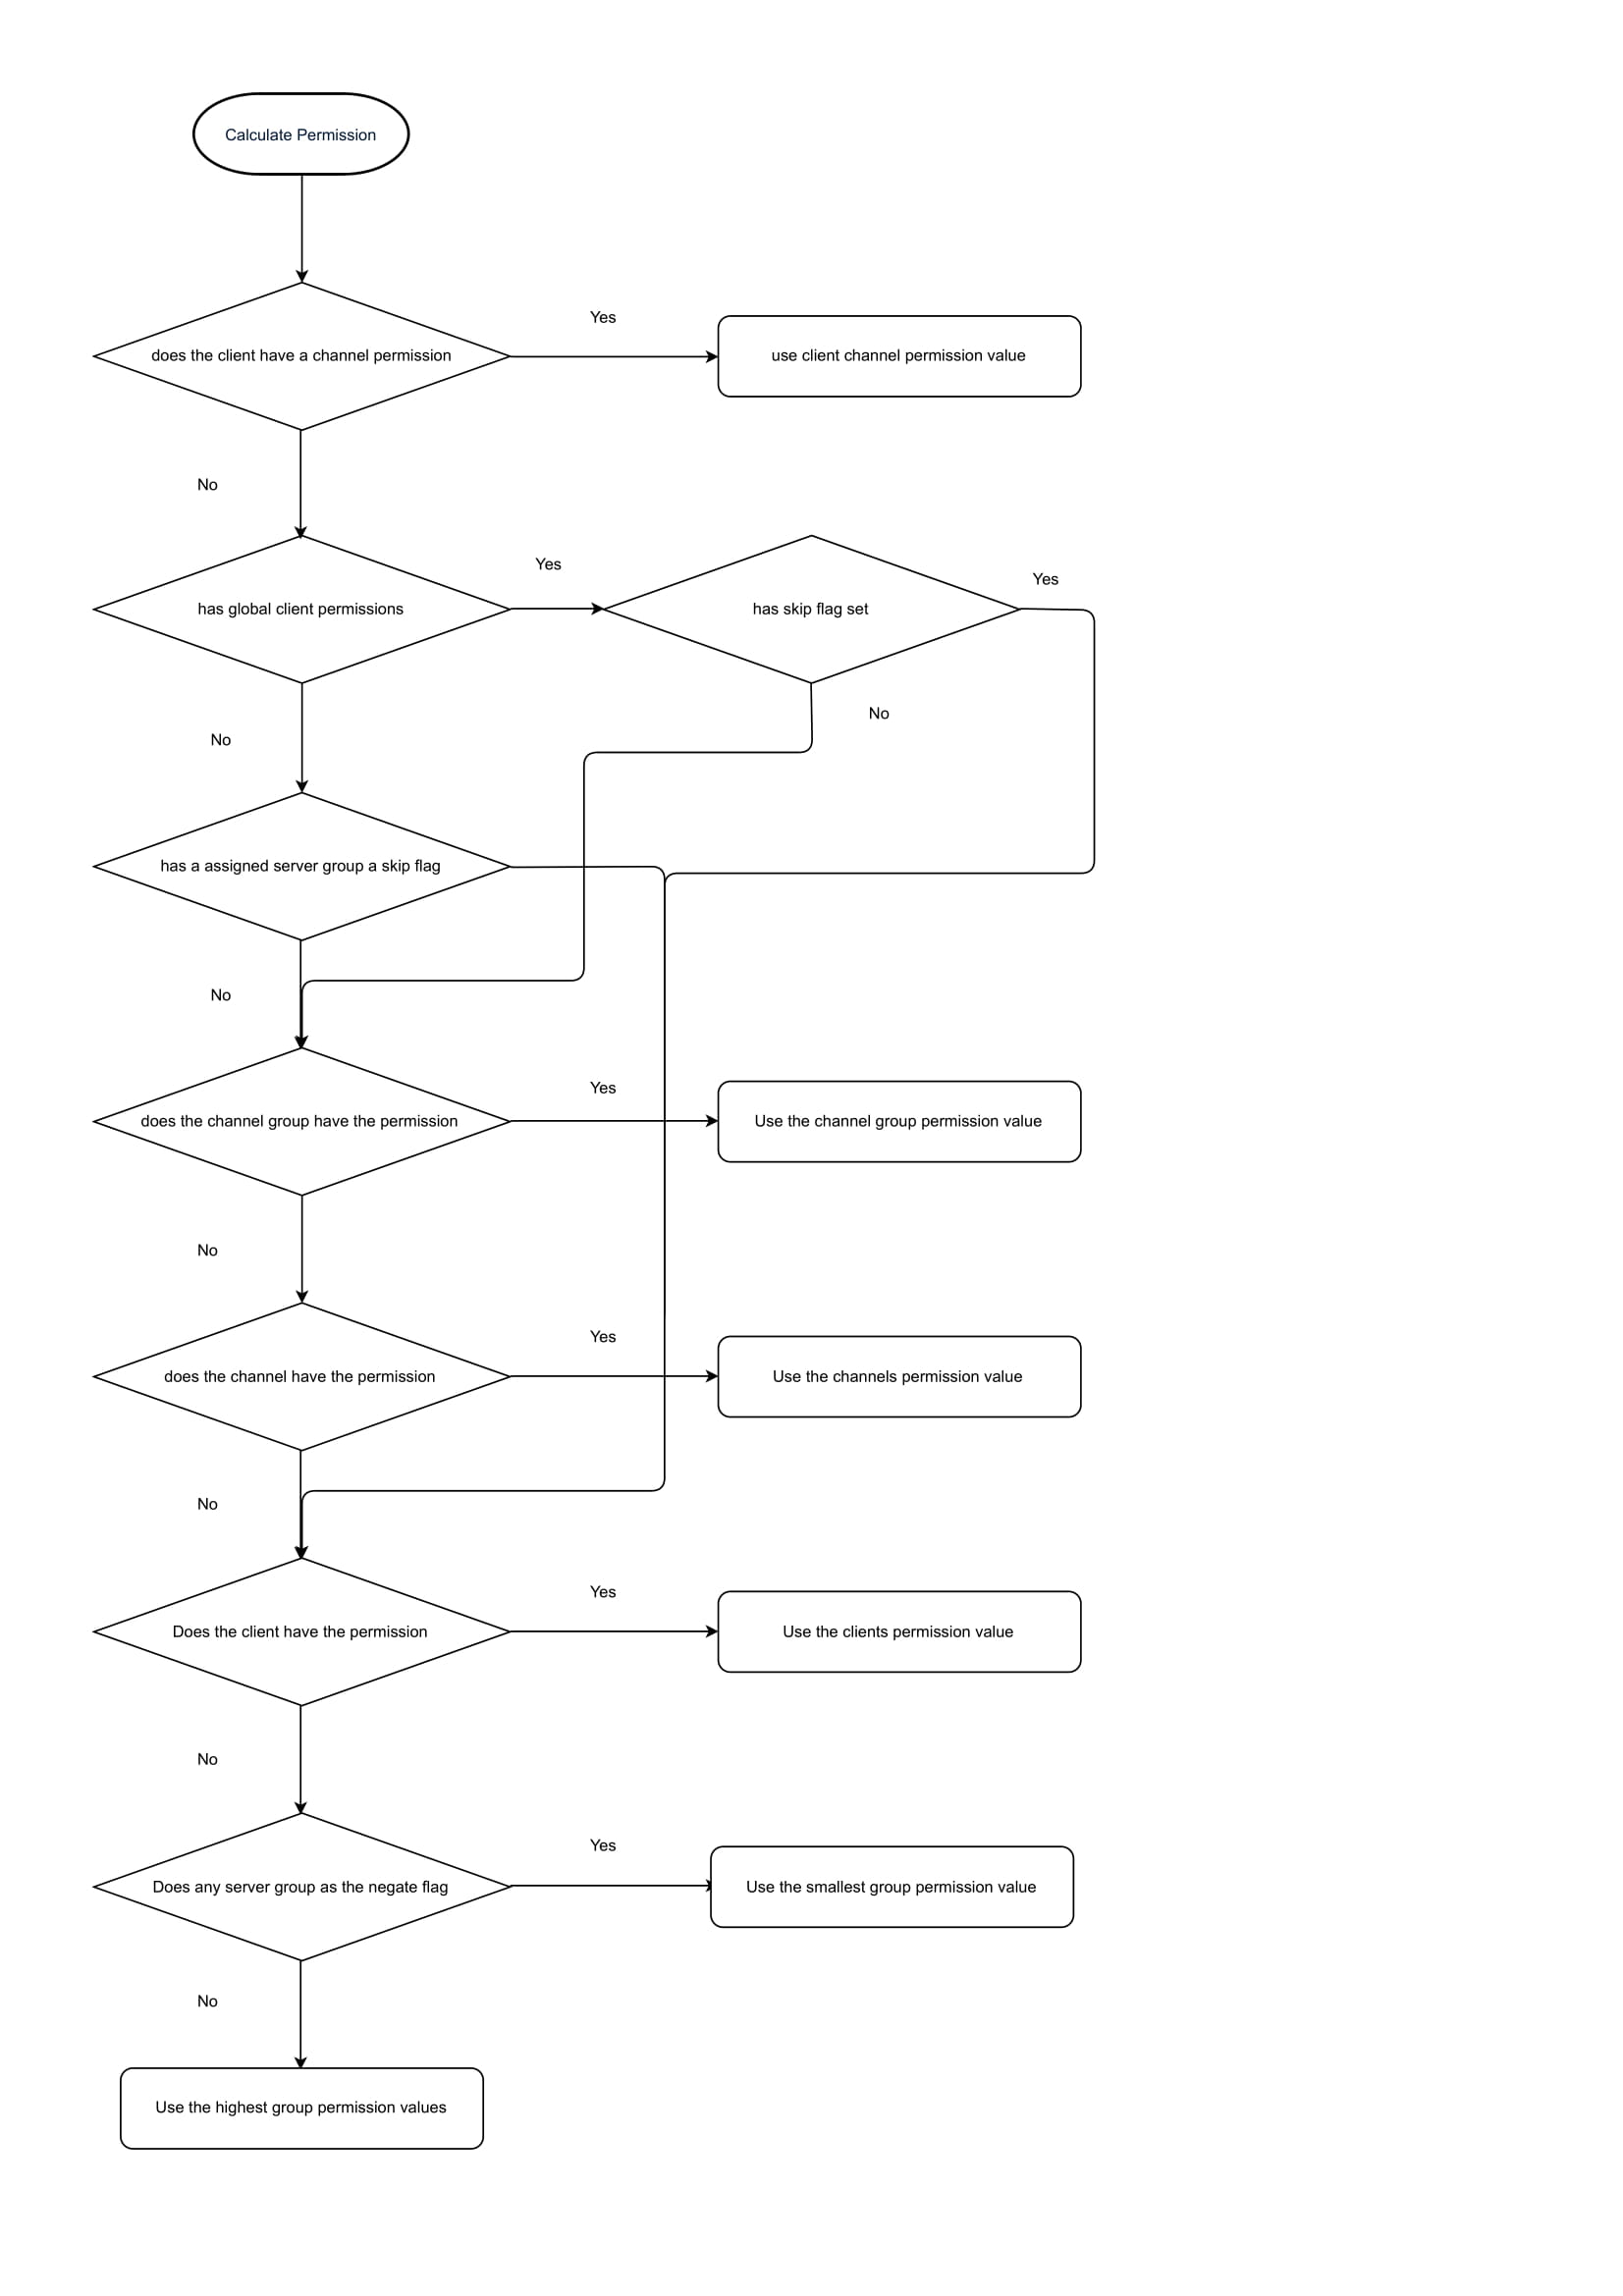 Calculate Permission
Yes
does the client have a channel permission
use client channel permission value
No
Yes
Yes
has global client permissions
has skip flag set
No
No
has a assigned server group a skip flag
No
Yes
does the channel group have the permission
Use the channel group permission value
No
Yes
does the channel have the permission
Use the channels permission value
No
Yes
Does the client have the permission
Use the clients permission value
No
Yes
Does any server group as the negate flag
Use the smallest group permission value
No
Use the highest group permission values